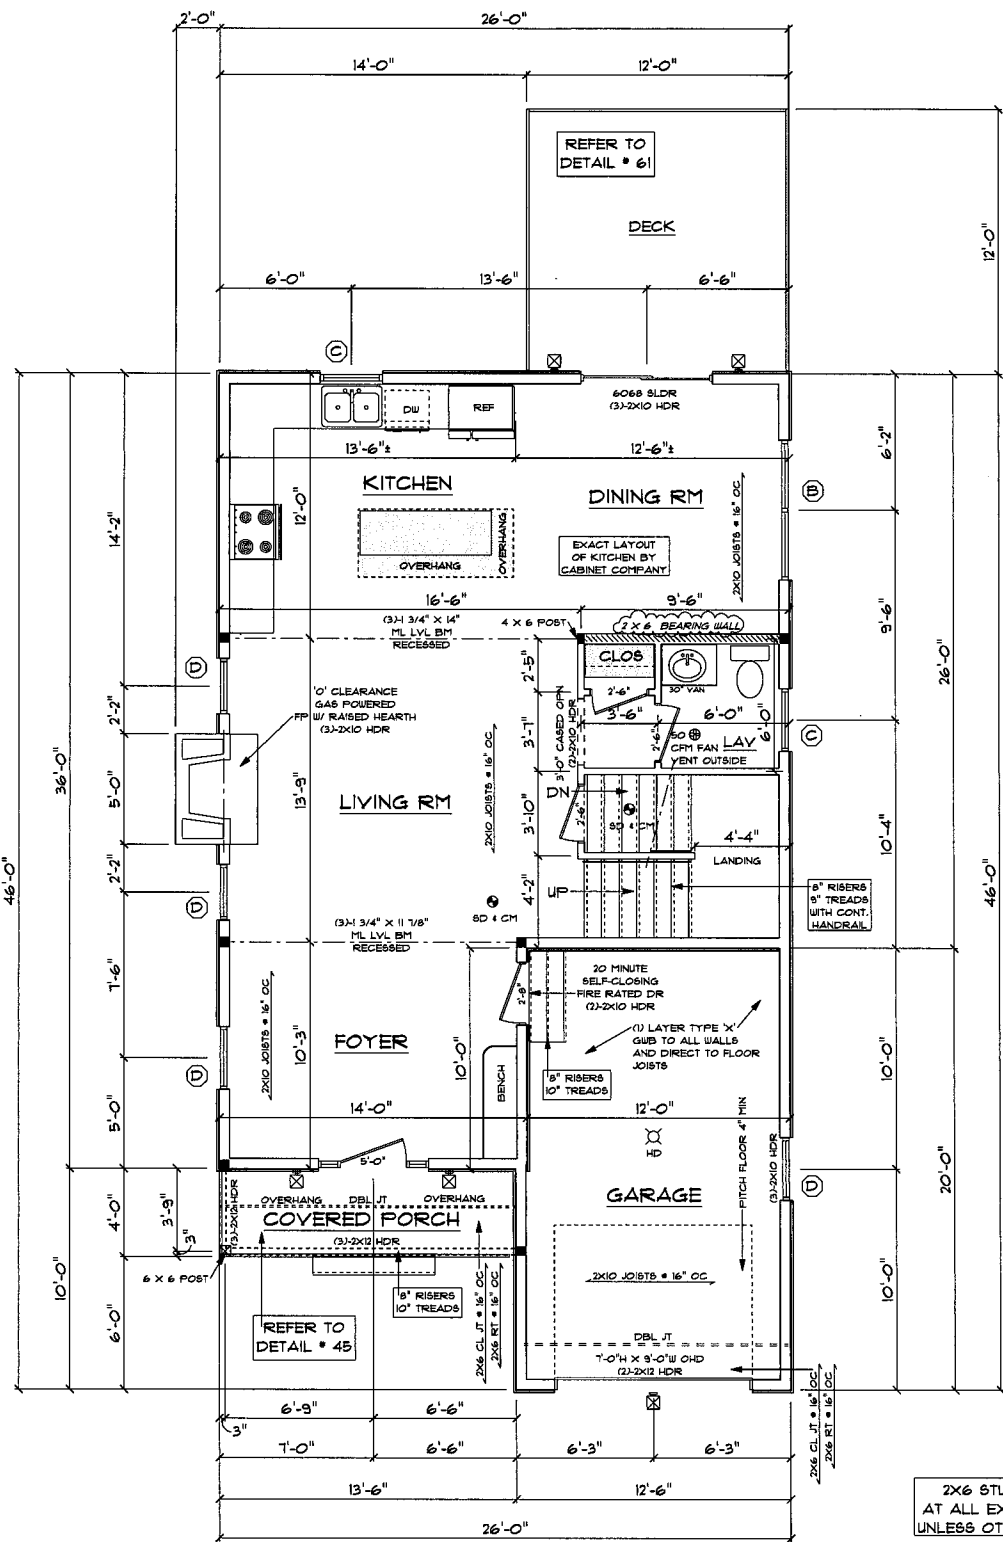 2'-0"
26'-0"
14'-0"
12'-0"
REFER TO
DETAIL # 61
DECK
12'-0"
6'-0"
13'-6"
6'-6"
C
6068 SLDR
(3)-2X10 HDR
DW
REF
13'-6"±
12'-6"±
6'-2"
KITCHEN
DINING RM
B
12'-0"
14'-2"
OVERHANG
OVERHANG
EXACT LAYOUT
OF KITCHEN BY
CABINET COMPANY
2X10 JOISTS @ 16" OC
16'-6"
9'-6"
9'-6"
26'-0"
(3)-1 3/4" X 14"
ML LVL BM
RECESSED
4 X 6 POST
2 X 6 BEARING WALL
CLOS
2'-5"
30" VAN
D
2'-2"
'0' CLEARANCE
GAS POWERED
FP W/ RAISED HEARTH
(3)-2X10 HDR
2'-6"
3'-6"
6'-0"
6'-0"
3'-0" CASED OPN
(2)-2X10 HDR
3'-7"
2'-6"
50
CFM FAN
VENT OUTSIDE
LAV
C
36'-0"
5'-0"
13'-9"
LIVING RM
2X10 JOISTS @ 16" OC
DN
2'-6"
SD & CM
3'-10"
4'-4"
LANDING
10'-4"
46'-0"
46'-0"
2'-2"
UP
4'-2"
8" RISERS
9" TREADS
WITH CONT.
HANDRAIL
D
SD & CM
(3)-1 3/4" X 11 7/8"
ML LVL BM
RECESSED
7'-6"
2X10 JOISTS @ 16" OC
10'-3"
FOYER
10'-0"
2'-8"
20 MINUTE
SELF-CLOSING
FIRE RATED DR
(2)-2X10 HDR
(1) LAYER TYPE 'X'
GWB TO ALL WALLS
AND DIRECT TO FLOOR
JOISTS
10'-0"
D
BENCH
8" RISERS
10" TREADS
5'-0"
14'-0"
12'-0"
HD
PITCH FLOOR 4" MIN
(3)-2X10 HDR
5'-0"
20'-0"
D
GARAGE
4'-0"
3'-9"
3"
(3)-2X12 HDR
OVERHANG
DBL JT
OVERHANG
COVERED PORCH
(3)-2X12 HDR
6 X 6 POST
8" RISERS
10" TREADS
2X10 JOISTS @ 16" OC
10'-0"
10'-0"
6'-0"
REFER TO
DETAIL # 45
2X6 CL JT @ 16" OC
2X6 RT @ 16" OC
DBL JT
7'-0"H X 9'-0"W OHD
(2)-2X12 HDR
2X6 CL JT @ 16" OC
2X6 RT @ 16" OC
6'-9"
6'-6"
3"
7'-0"
6'-6"
6'-3"
6'-3"
13'-6"
12'-6"
26'-0"
2X6 STU
AT ALL EX
UNLESS OT